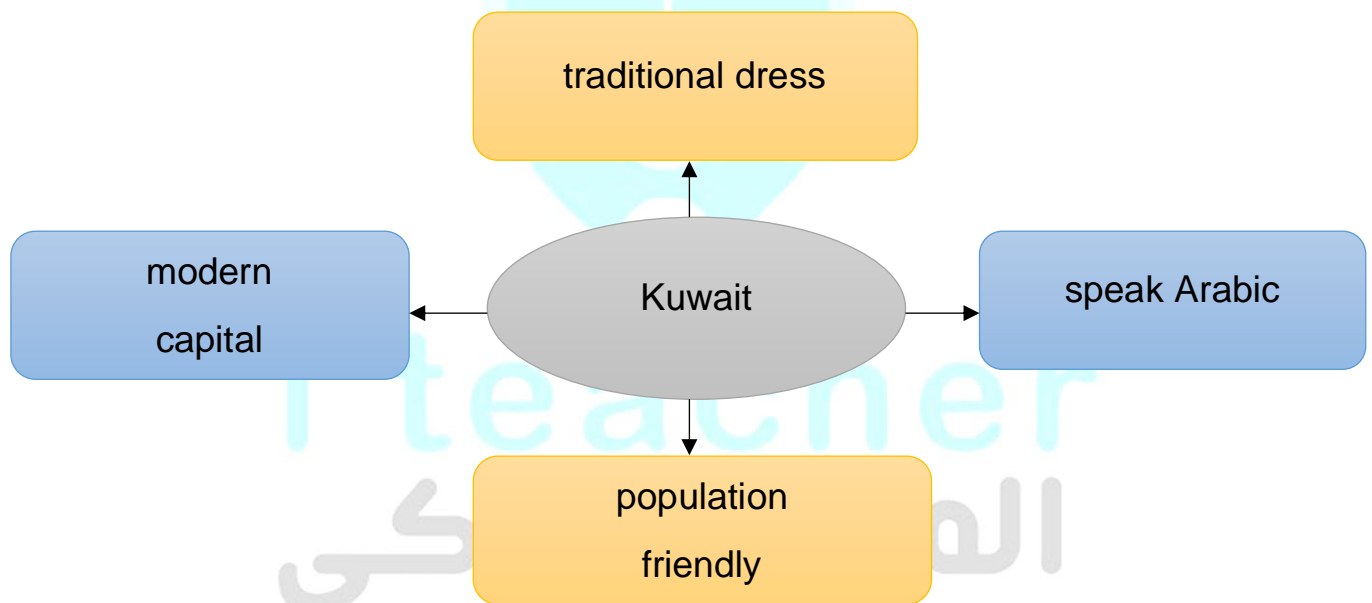 traditional dress
modern
capital
Kuwait
speak Arabic
i teacher
population
friendly